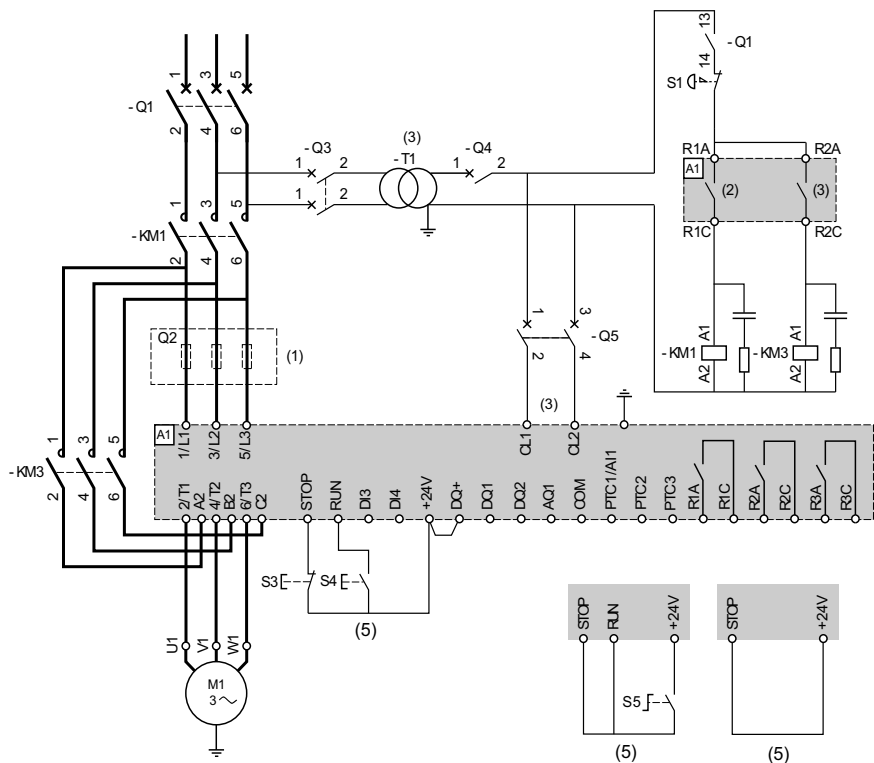 1 3 5
- Q1
2 4 6
13
- Q1
14
S1
(3)
- Q3 - T1 - Q4
1 2 1 2
1 2
R1A R2A
A1
(2) (3)
R1C R2C
1 3 5
- KM1
2 4 6
1 3
- Q5
2 4
A1 A1
- KM1 - KM3
A2 A2
Q2
(1)
(3)
A1
1/L1 3/L2 5/L3 CL1 CL2
1 3 5
- KM3
2 4 6
2/T1 A2 4/T2 B2 6/T3 C2 STOP RUN DI3 DI4 +24V DQ+ DQ1 DQ2 AQ1 COM PTC1/AI1 PTC2 PTC3 R1A R1C R2A R2C R3A R3C
S3 S4
(5)
STOP RUN +24V
STOP +24V
U1 V1 W1
M1
3
S5
(5) (5)